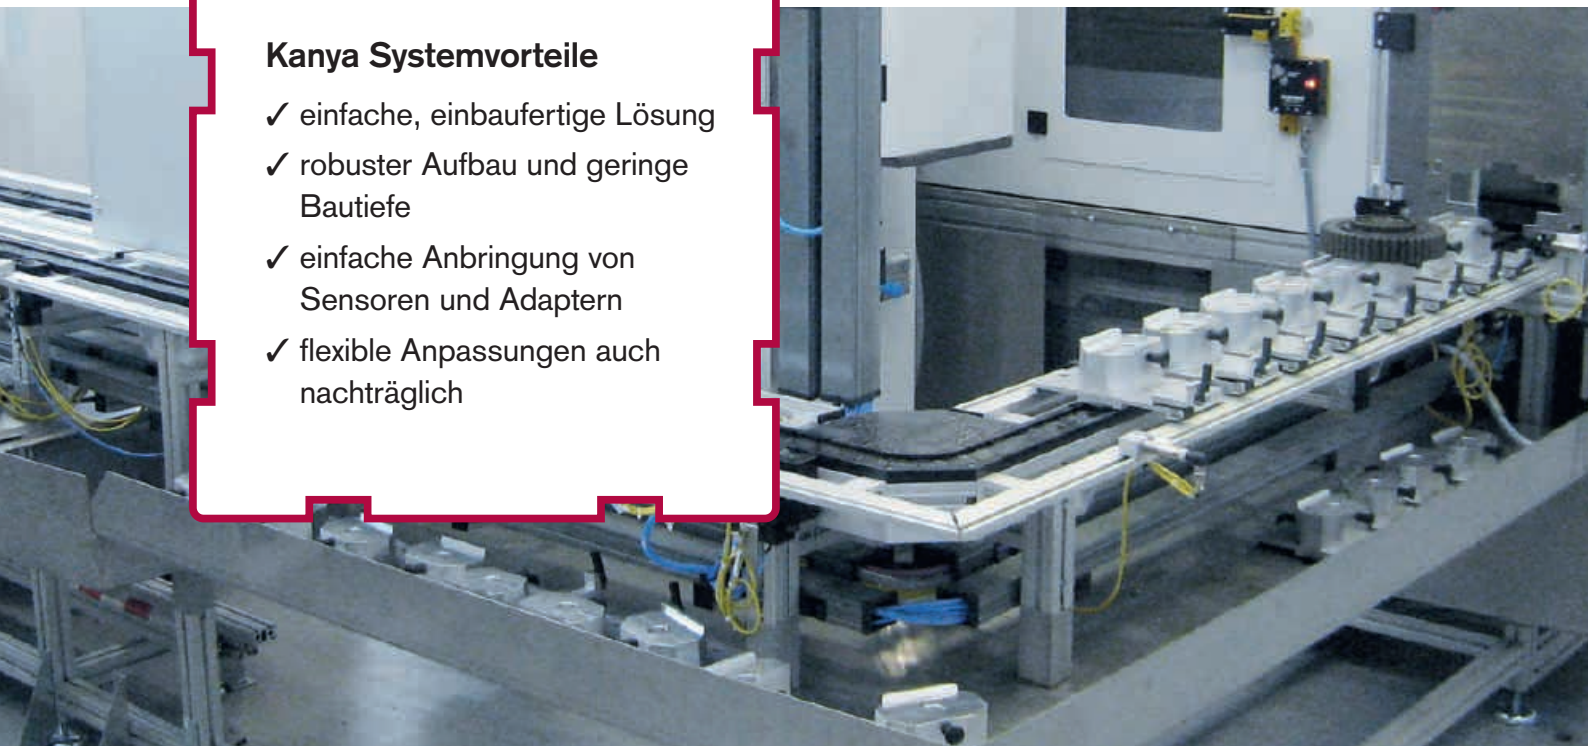 Kanya Systemvorteile
✓ einfache, einbaufertige Lösung
✓ robuster Aufbau und geringe
Bautiefe
✓ einfache Anbringung von
Sensoren und Adaptern
✓ flexible Anpassungen auch
nachträglich